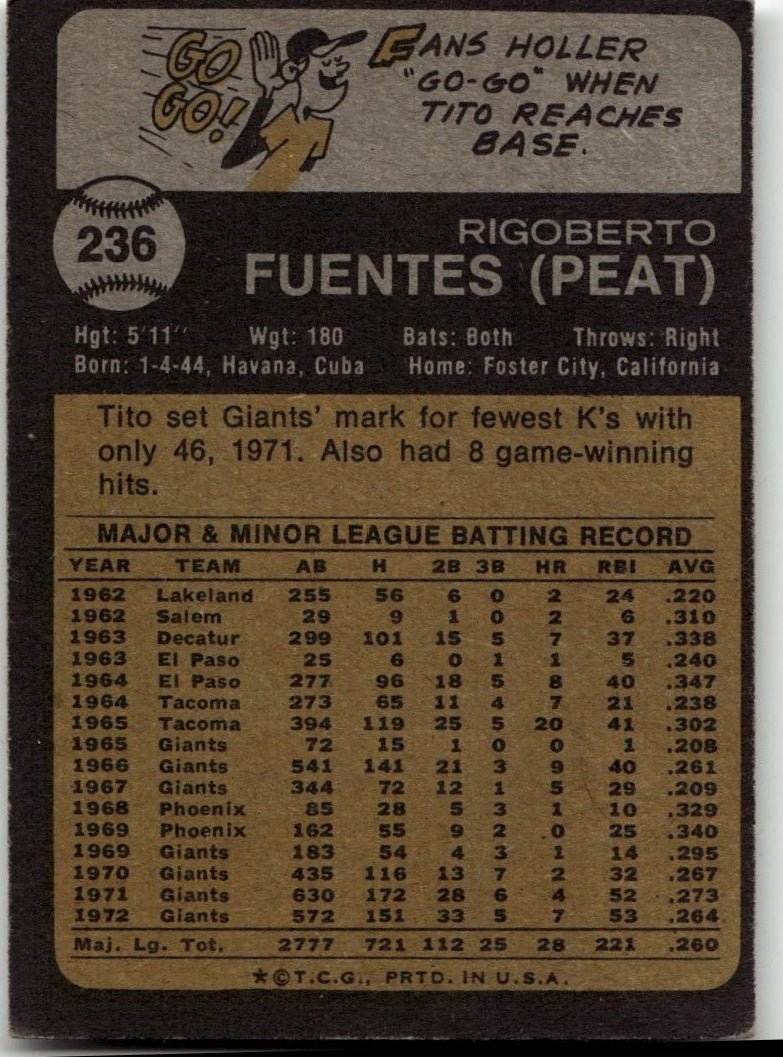 GO
GO!
FANS HOLLER
"GO-GO" WHEN
TITO REACHES
BASE.
236
RIGOBERTO
FUENTES (PEAT)
Hgt: 5'11" Wgt: 180 Bats: Both Throws: Right
Born: 1-4-44, Havana, Cuba Home: Foster City, California
Tito set Giants' mark for fewest K's with
only 46, 1971. Also had 8 game-winning
hits.
MAJOR & MINOR LEAGUE BATTING RECORD
YEAR TEAM AB H 2B 3B HR RBI AVG
1962 Lakeland 255 56 6 0 2 24 .220
1962 Salem 29 9 1 0 2 6 .310
1963 Decatur 299 101 15 5 7 37 .338
1963 El Paso 25 6 0 1 1 5 .240
1964 El Paso 277 96 18 5 8 40 .347
1964 Tacoma 273 65 11 4 7 21 .238
1965 Tacoma 394 119 25 5 20 41 .302
1965 Giants 72 15 1 0 0 1 .208
1966 Giants 541 141 21 3 9 40 .261
1967 Giants 344 72 12 1 5 29 .209
1968 Phoenix 85 28 5 3 1 10 .329
1969 Phoenix 162 55 9 2 0 25 .340
1969 Giants 183 54 4 3 1 14 .295
1970 Giants 435 116 13 7 2 32 .267
1971 Giants 630 172 28 6 4 52 .273
1972 Giants 572 151 33 5 7 53 .264
Maj. Lg. Tot. 2777 721 112 25 28 221 .260
★©T.C.G., PRTD. IN U.S.A.